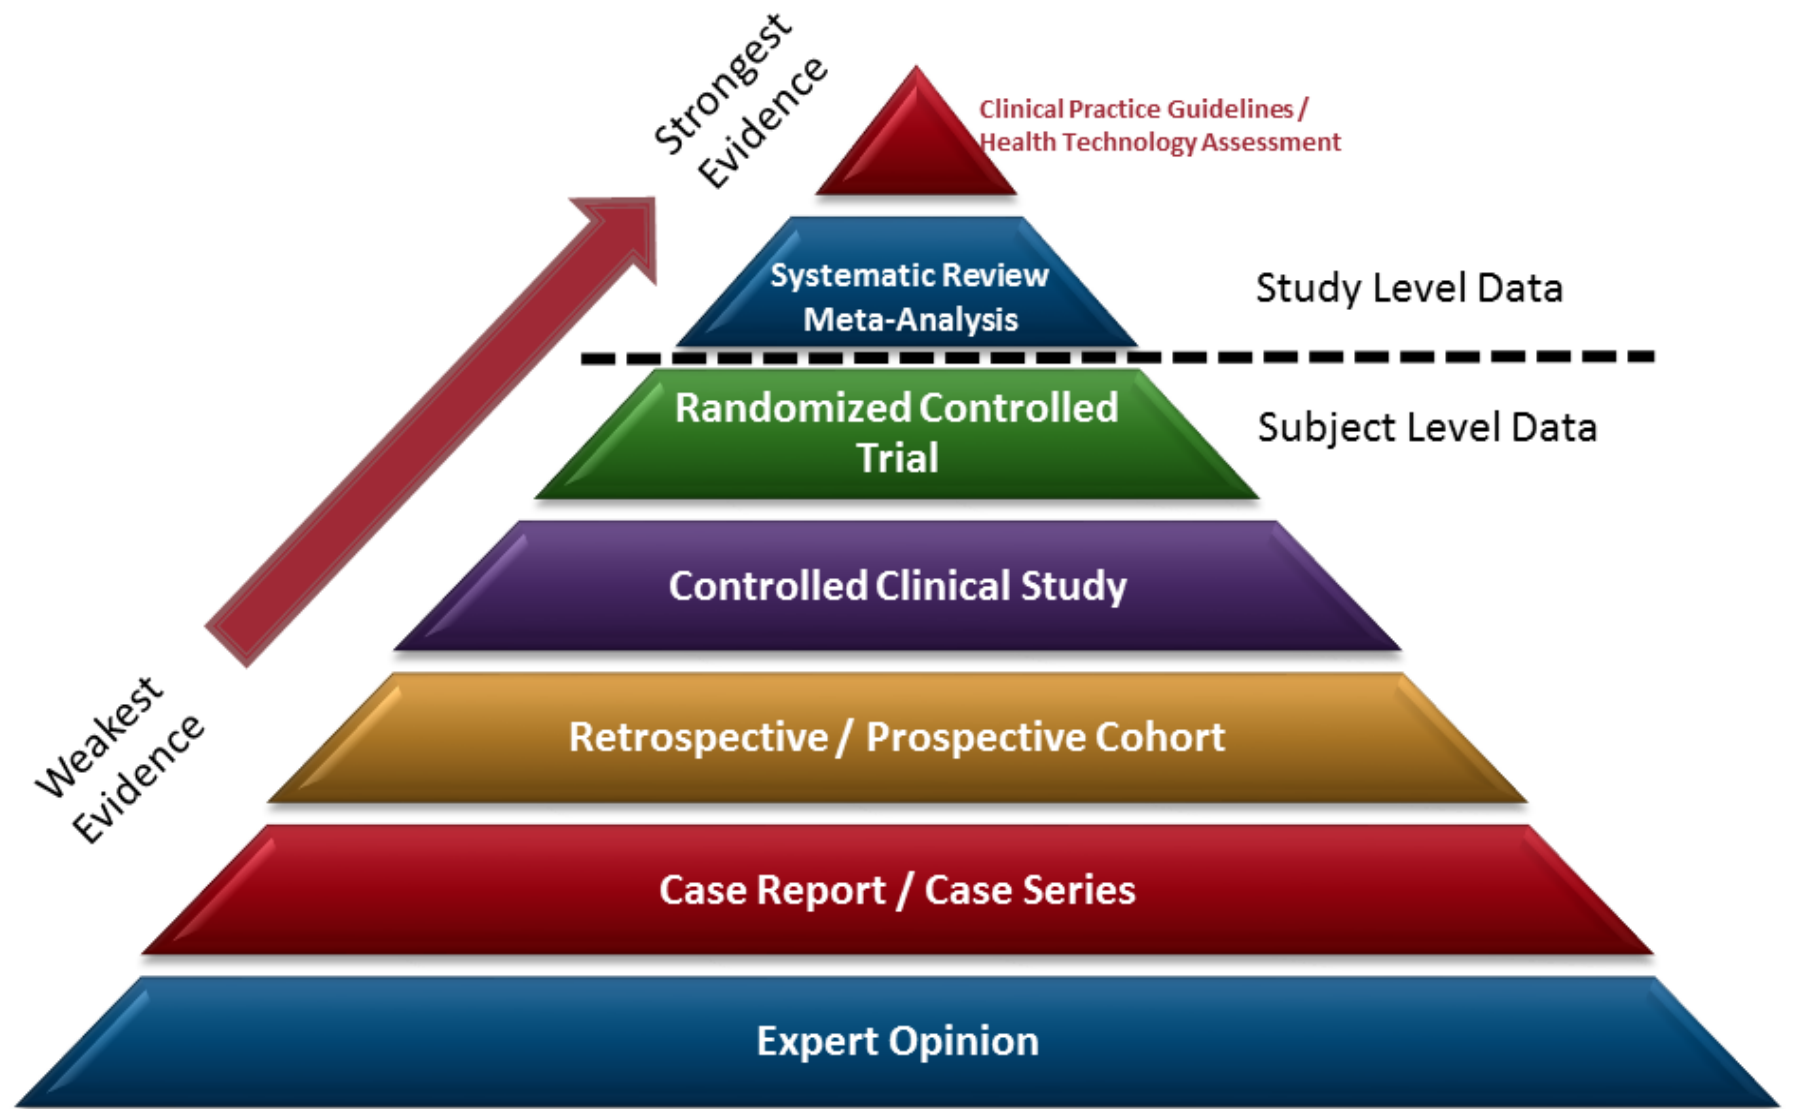 Strongest
Evidence
Clinical Practice Guidelines /
Health Technology Assessment
Systematic Review
Meta-Analysis
Study Level Data
Randomized Controlled
Trial
Subject Level Data
Controlled Clinical Study
Weakest
Evidence
Retrospective / Prospective Cohort
Case Report / Case Series
Expert Opinion